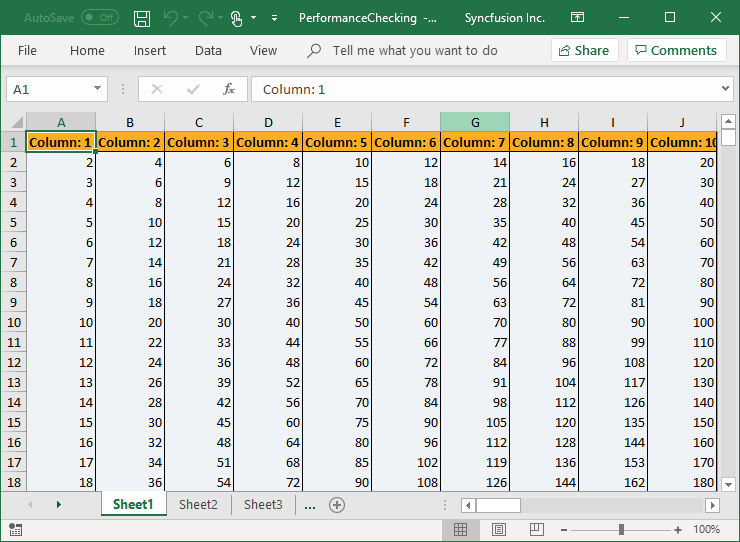 AutoSave Off PerformanceChecking -... Syncfusion Inc.
File Home Insert Data View Tell me what you want to do Share Comments
A1 fx Column: 1
A B C D E F G H I J
1 Column: 1 Column: 2 Column: 3 Column: 4 Column: 5 Column: 6 Column: 7 Column: 8 Column: 9 Column: 10
2 2 4 6 8 10 12 14 16 18 20
3 3 6 9 12 15 18 21 24 27 30
4 4 8 12 16 20 24 28 32 36 40
5 5 10 15 20 25 30 35 40 45 50
6 6 12 18 24 30 36 42 48 54 60
7 7 14 21 28 35 42 49 56 63 70
8 8 16 24 32 40 48 56 64 72 80
9 9 18 27 36 45 54 63 72 81 90
10 10 20 30 40 50 60 70 80 90 100
11 11 22 33 44 55 66 77 88 99 110
12 12 24 36 48 60 72 84 96 108 120
13 13 26 39 52 65 78 91 104 117 130
14 14 28 42 56 70 84 98 112 126 140
15 15 30 45 60 75 90 105 120 135 150
16 16 32 48 64 80 96 112 128 144 160
17 17 34 51 68 85 102 119 136 153 170
18 18 36 54 72 90 108 126 144 162 180
Sheet1 Sheet2 Sheet3 ...
100%